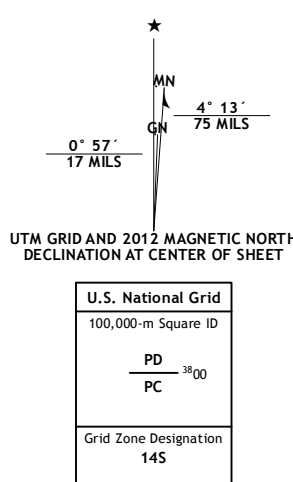 ★
MN
GN
4° 13´
75 MILS
0° 57´
17 MILS
UTM GRID AND 2012 MAGNETIC NORTH
DECLINATION AT CENTER OF SHEET
U.S. National Grid
100,000-m Square ID
PD
3800
PC
Grid Zone Designation
14S